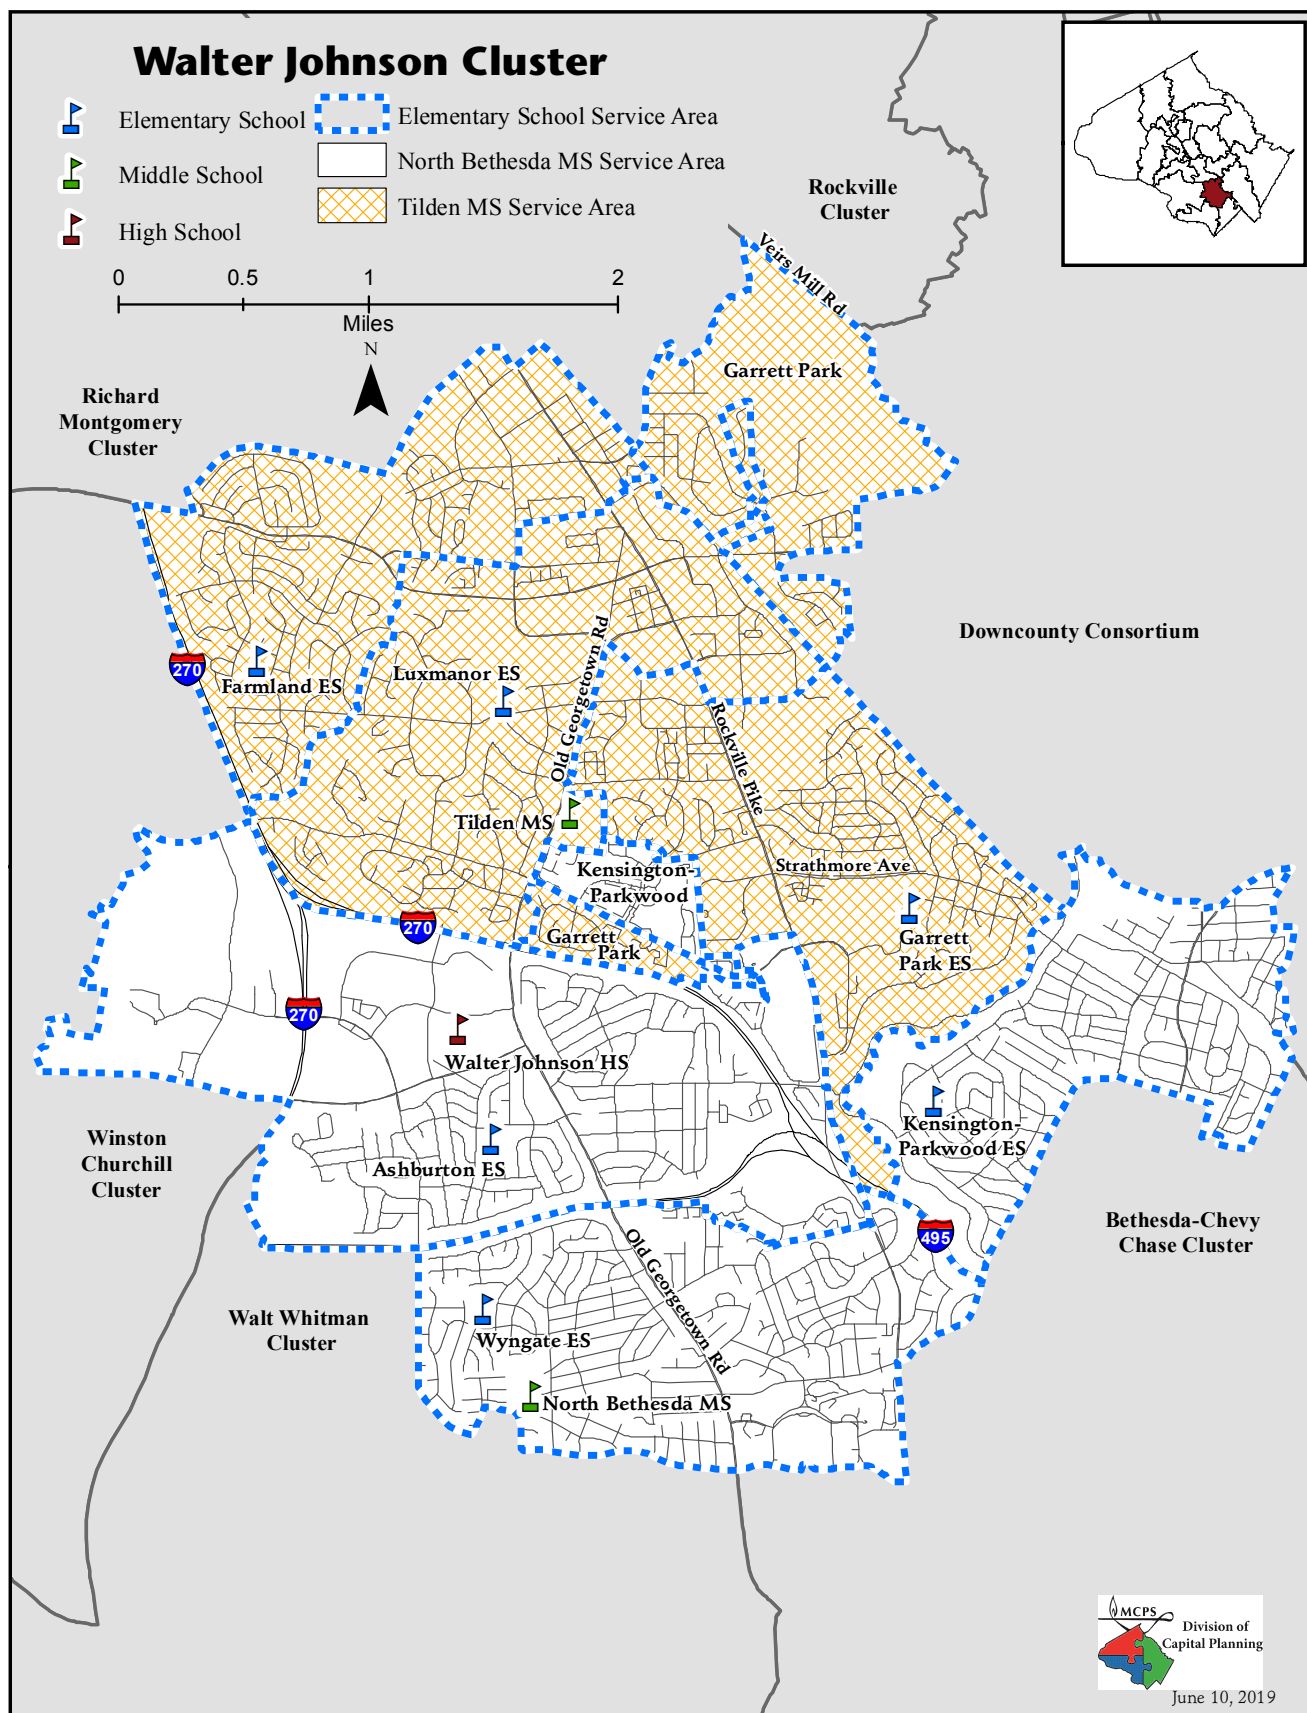 Walter Johnson Cluster
Elementary School
Middle School
High School
Elementary School Service Area
North Bethesda MS Service Area
Tilden MS Service Area
0
0.5
1
2
Miles
N
Rockville
Cluster
Veirs Mill Rd
Garrett Park
Richard
Montgomery
Cluster
Downcounty Consortium
270
Farmland ES
Luxmanor ES
Old Georgetown Rd
Rockville Pike
Tilden MS
Kensington-
Parkwood
Strathmore Ave
270
Garrett
Park
Garrett
Park ES
270
Walter Johnson HS
Kensington-
Parkwood ES
Winston
Churchill
Cluster
Ashburton ES
495
Bethesda-Chevy
Chase Cluster
Old Georgetown Rd
Walt Whitman
Cluster
Wyngate ES
North Bethesda MS
MCPS
Division of
Capital Planning
June 10, 2019